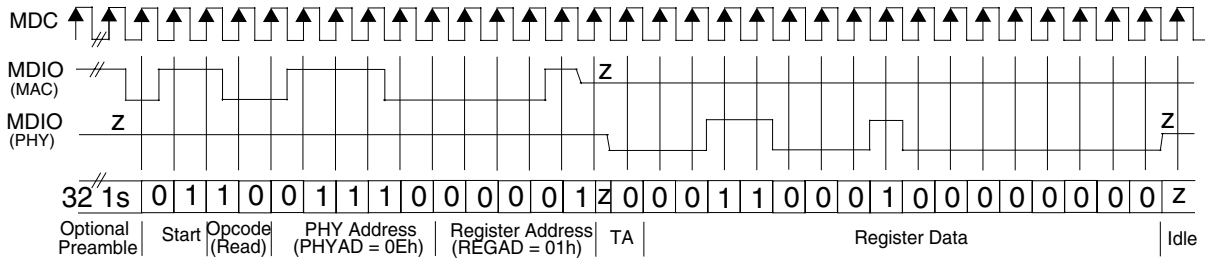 MDC
MDIO
(MAC)
z
MDIO
(PHY)
z
z
32 1s 0 1 1 0 0 1 1 1 0 0 0 0 0 1 z 0 0 0 1 1 0 0 0 1 0 0 0 0 0 0 0 0 z
Optional
Preamble
Start
Opcode
(Read)
PHY Address
(PHYAD = 0Eh)
Register Address
(REGAD = 01h)
TA
Register Data
Idle